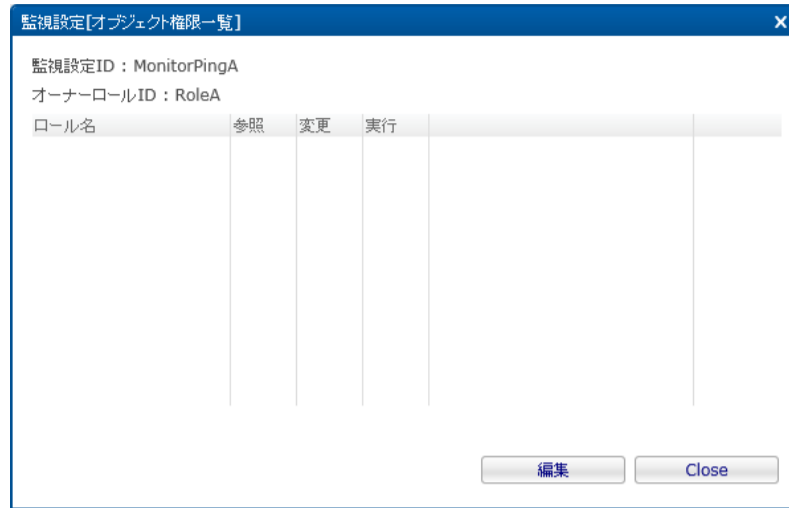 監視設定[オブジェクト権限一覧]
監視設定ID : MonitorPingA
オーナーロールID : RoleA
ロール名 参照 変更 実行
編集 Close